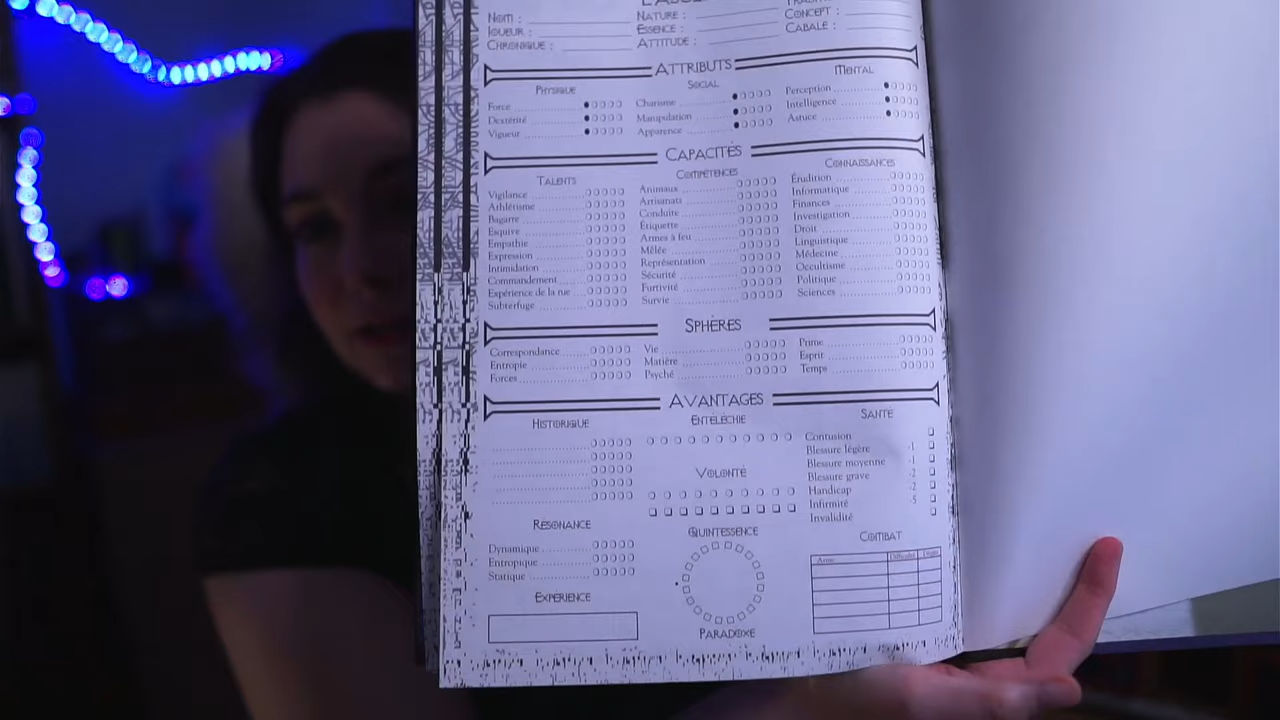 Nom : Nature :
Joueur : Essence : Concept :
Chronique : Attitude : Cabale :
Attributs
Physique Social Mental
Force Charisme Perception
Dextérité Manipulation Intelligence
Vigueur Apparence Astuce
Capacités
Talents Compétences Connaissances
Vigilance Animaux Érudition
Athlétisme Artisanats Informatique
Bagarre Conduite Finances
Esquive Étiquette Investigation
Empathie Armes à feu Droit
Expression Mêlée Linguistique
Intimidation Représentation Médecine
Commandement Sécurité Occultisme
Expérience de la rue Furtivité Politique
Subterfuge Survie Sciences
Sphères
Correspondance Vie Prime
Entropie Matière Esprit
Forces Psyché Temps
Avantages
Historique Entéléchie Santé
Contusion
Blessure légère -1
Blessure moyenne -1
Volonté
Blessure grave -2
Handicap -2
Infirmité -5
Invalidité
Résonance Quintessence Combat
Dynamique
Entropique
Statique
Arme Difficulté Dégâts
Expérience
Paradoxe